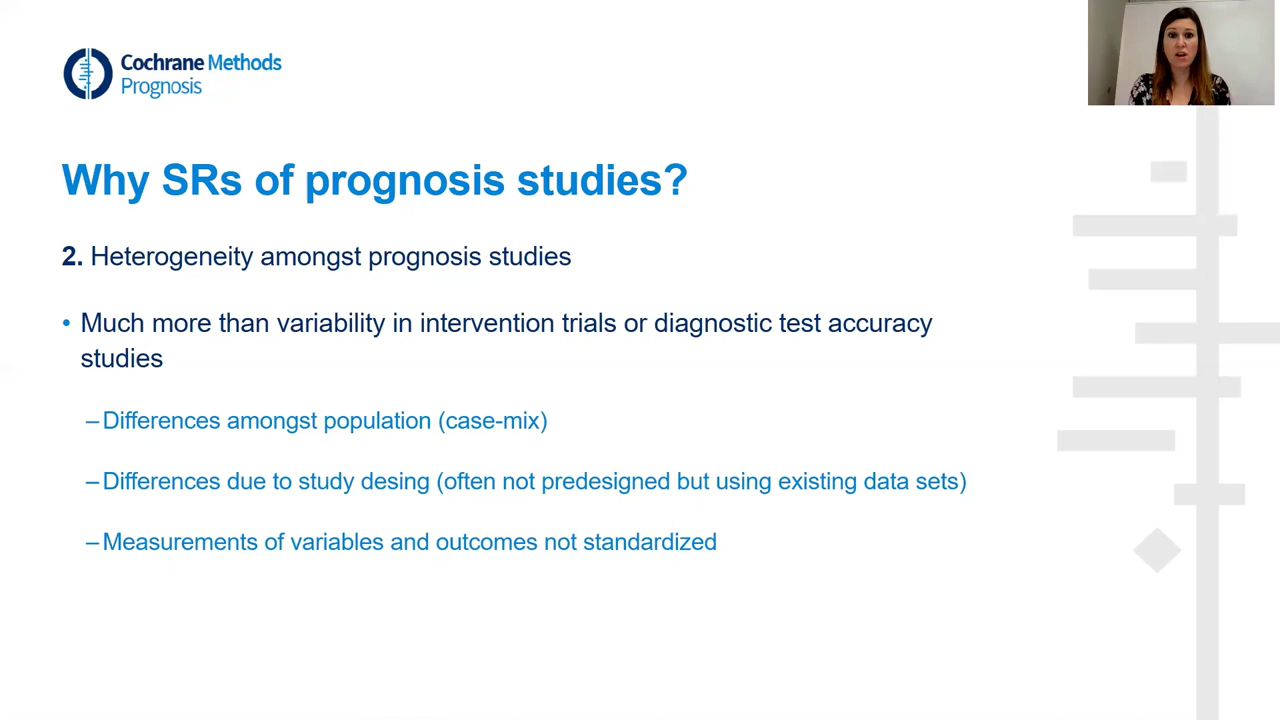 Cochrane Methods
Prognosis
Why SRs of prognosis studies?
2. Heterogeneity amongst prognosis studies
• Much more than variability in intervention trials or diagnostic test accuracy
studies
–Differences amongst population (case-mix)
–Differences due to study desing (often not predesigned but using existing data sets)
–Measurements of variables and outcomes not standardized